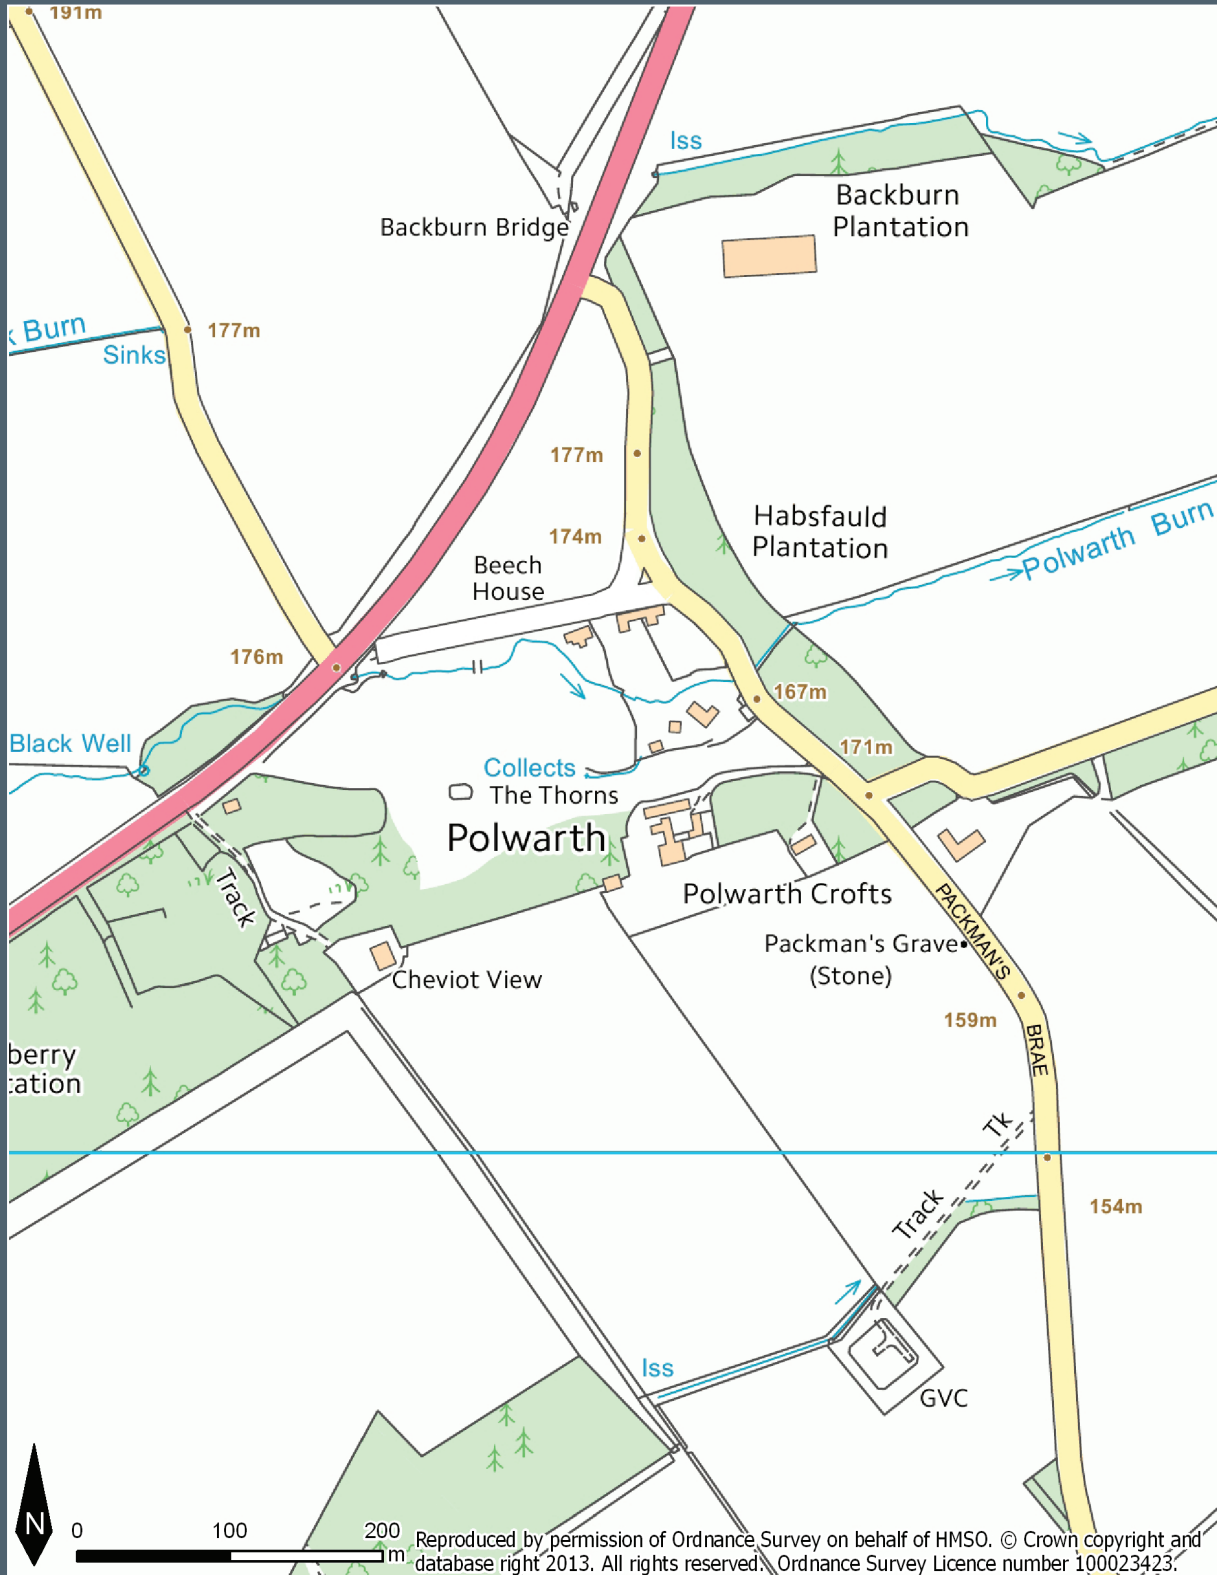 191m
Iss
Backburn
Plantation
Backburn Bridge
Burn
177m
Sinks
177m
Habsfauld
Plantation
Polwarth Burn
174m
Beech
House
176m
167m
Black Well
171m
Collects
The Thorns
Polwarth
Track
Polwarth Crofts
PACKMAN'S BRAE
Packman's Grave
(Stone)
Cheviot View
159m
berry
tation
Tk
Track
154m
Iss
GVC
N
0 100 200
m
Reproduced by permission of Ordnance Survey on behalf of HMSO. © Crown copyright and
database right 2013. All rights reserved. Ordnance Survey Licence number 100023423.